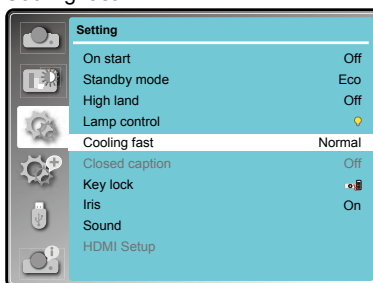 Setting
On start Off
Standby mode Eco
High land Off
Lamp control
Cooling fast Normal
Closed caption Off
Key lock
Iris On
Sound
HDMI Setup